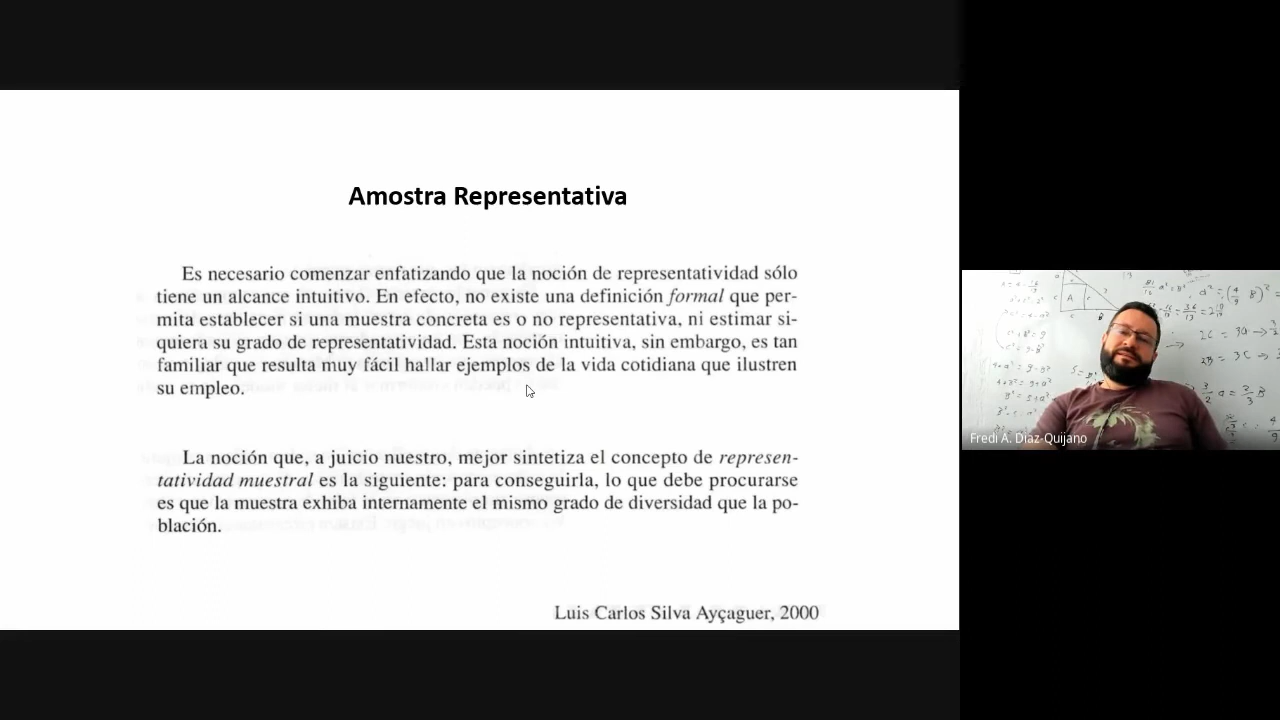 Amostra Representativa
Es necesario comenzar enfatizando que la noción de representatividad sólo
tiene un alcance intuitivo. En efecto, no existe una definición formal que per-
mita establecer si una muestra concreta es o no representativa, ni estimar si-
quiera su grado de representatividad. Esta noción intuitiva, sin embargo, es tan
familiar que resulta muy fácil hallar ejemplos de la vida cotidiana que ilustren
su empleo.
La noción que, a juicio nuestro, mejor sintetiza el concepto de represen-
tatividad muestral es la siguiente: para conseguirla, lo que debe procurarse
es que la muestra exhiba internamente el mismo grado de diversidad que la po-
blación.
Luis Carlos Silva Ayçaguer, 2000
Fredi A. Diaz-Quijano